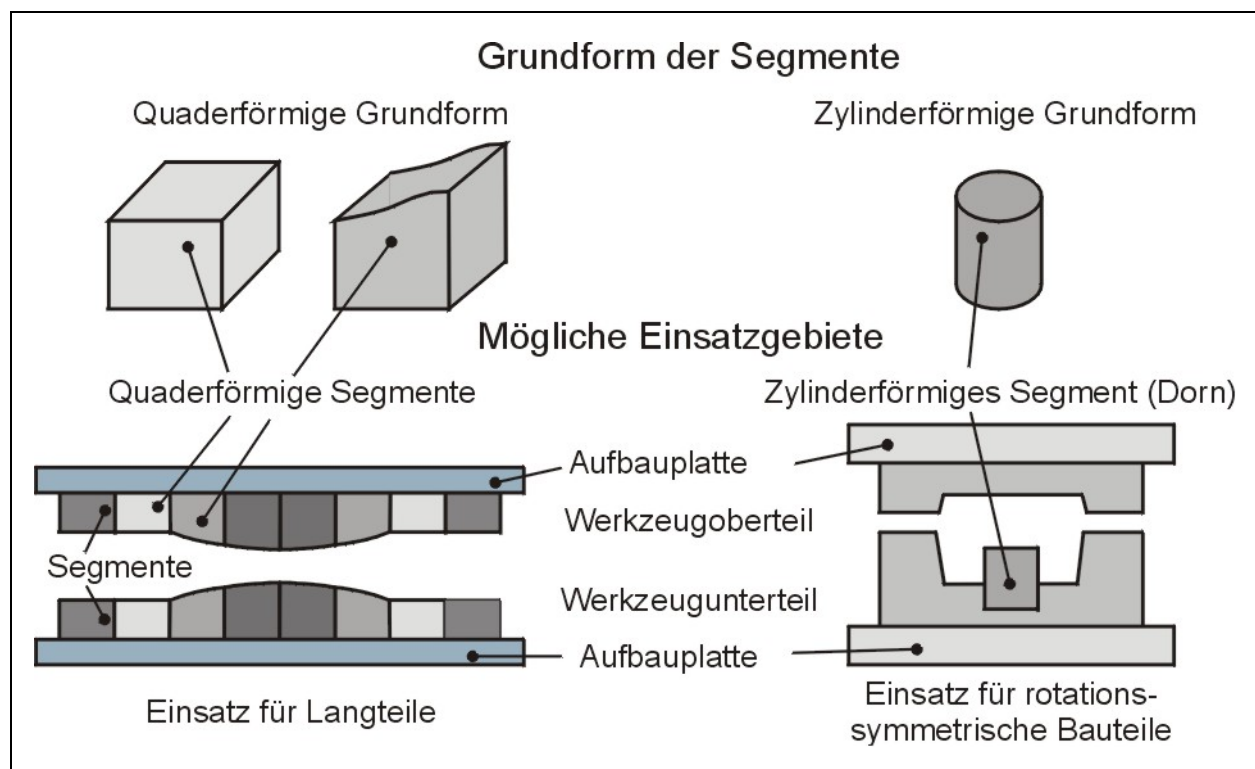 Grundform der Segmente
Quaderförmige Grundform
Zylinderförmige Grundform
Mögliche Einsatzgebiete
Quaderförmige Segmente
Zylinderförmiges Segment (Dorn)
Aufbauplatte
Werkzeugoberteil
Segmente
Werkzeugunterteil
Aufbauplatte
Einsatz für Langteile
Einsatz für rotations-
symmetrische Bauteile